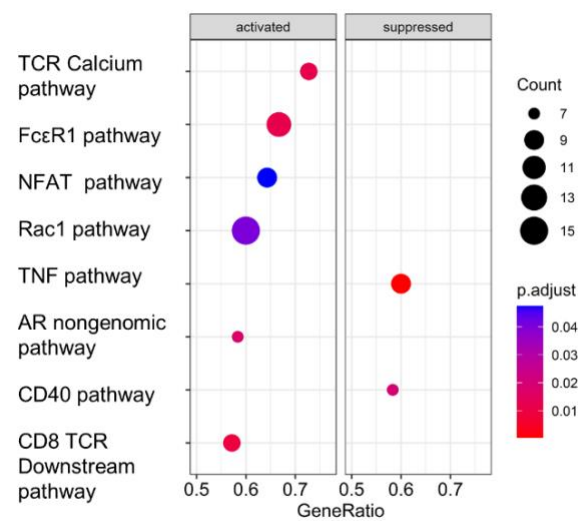 activated
suppressed
TCR Calcium
pathway
FcεR1 pathway
NFAT pathway
Rac1 pathway
TNF pathway
AR nongenomic
pathway
CD40 pathway
CD8 TCR
Downstream
pathway
0.5 0.6 0.7
0.5 0.6 0.7
GeneRatio
Count
7
9
11
13
15
p.adjust
0.04
0.03
0.02
0.01